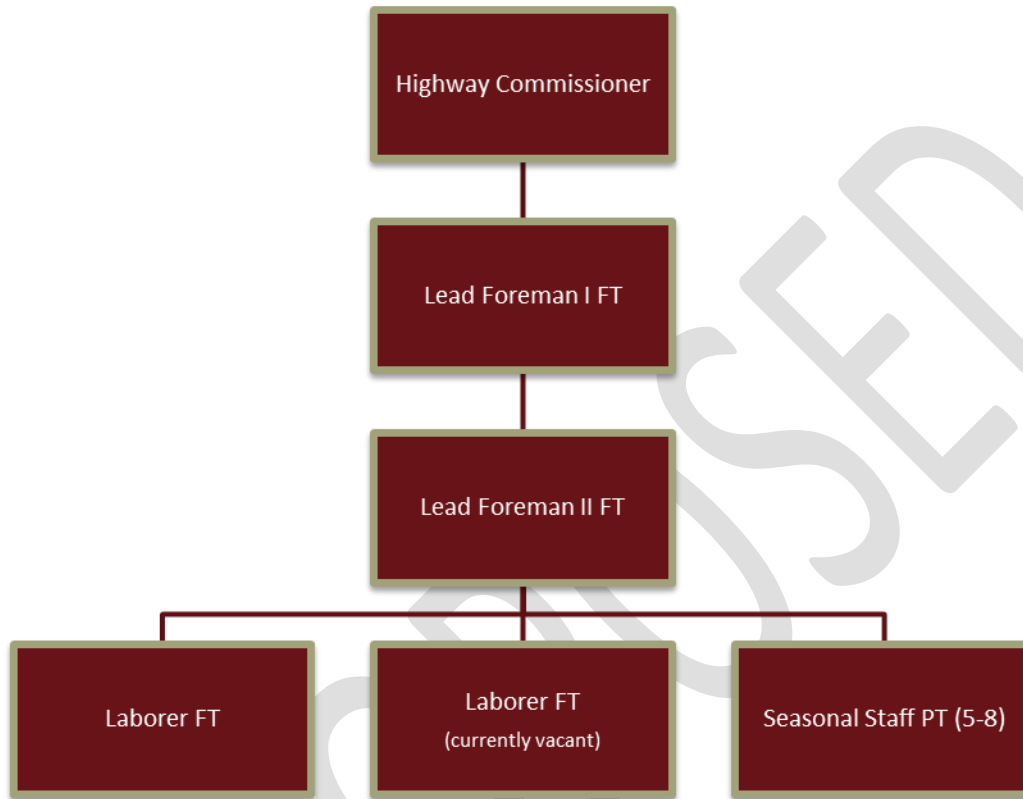 Highway Commissioner
Lead Foreman I FT
Lead Foreman II FT
Laborer FT
Laborer FT
(currently vacant)
Seasonal Staff PT (5-8)